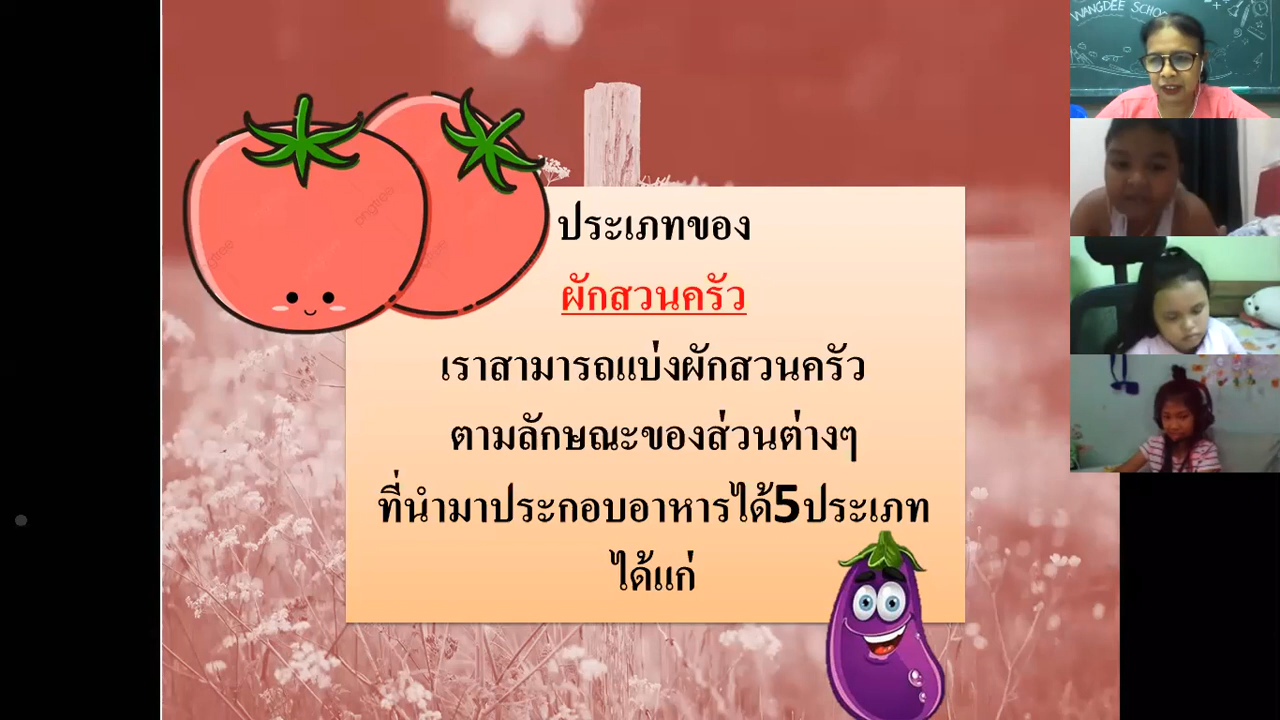 WANGDEE SCHOOL
ประเภทของ
ผักสวนครัว
เราสามารถแบ่งผักสวนครัว
ตามลักษณะของส่วนต่างๆ
ที่นำมาประกอบอาหารได้5ประเภท
ได้แก่